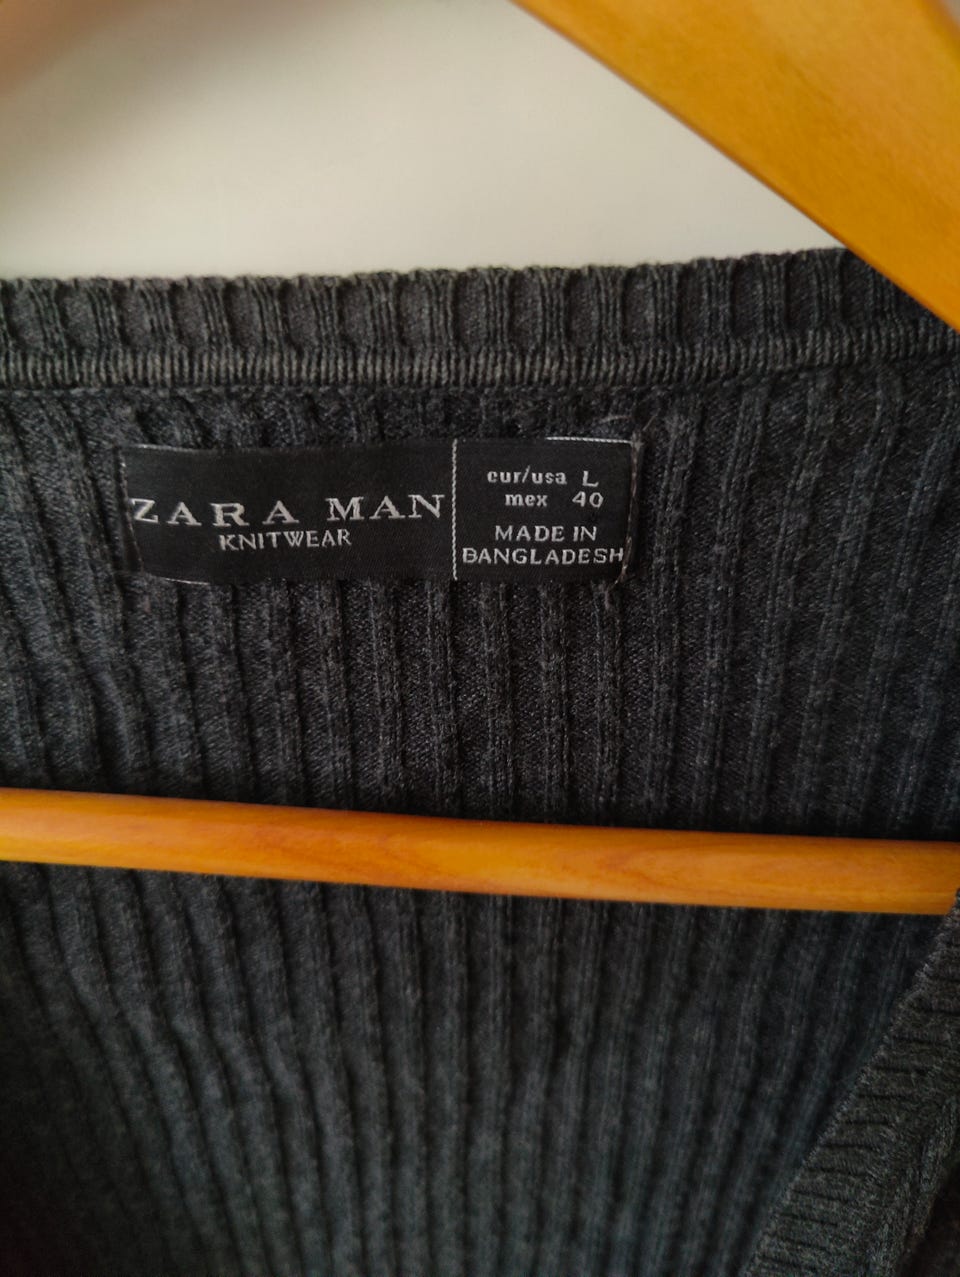 ZARA MAN
KNITWEAR
eur/usa L
mex 40
MADE IN
BANGLADESH